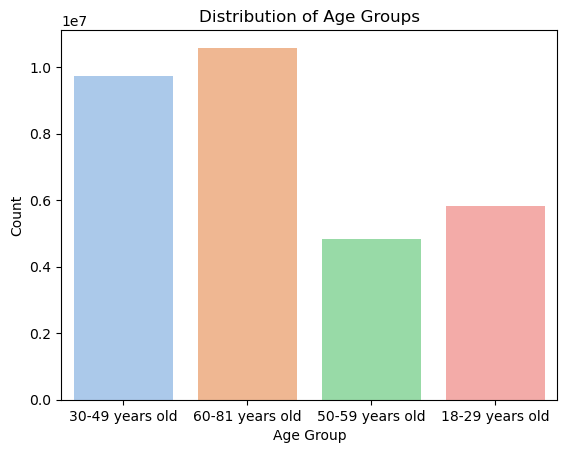 Distribution of Age Groups
1e7
1.0
0.8
0.6
0.4
0.2
0.0
Count
30-49 years old 60-81 years old 50-59 years old 18-29 years old
Age Group